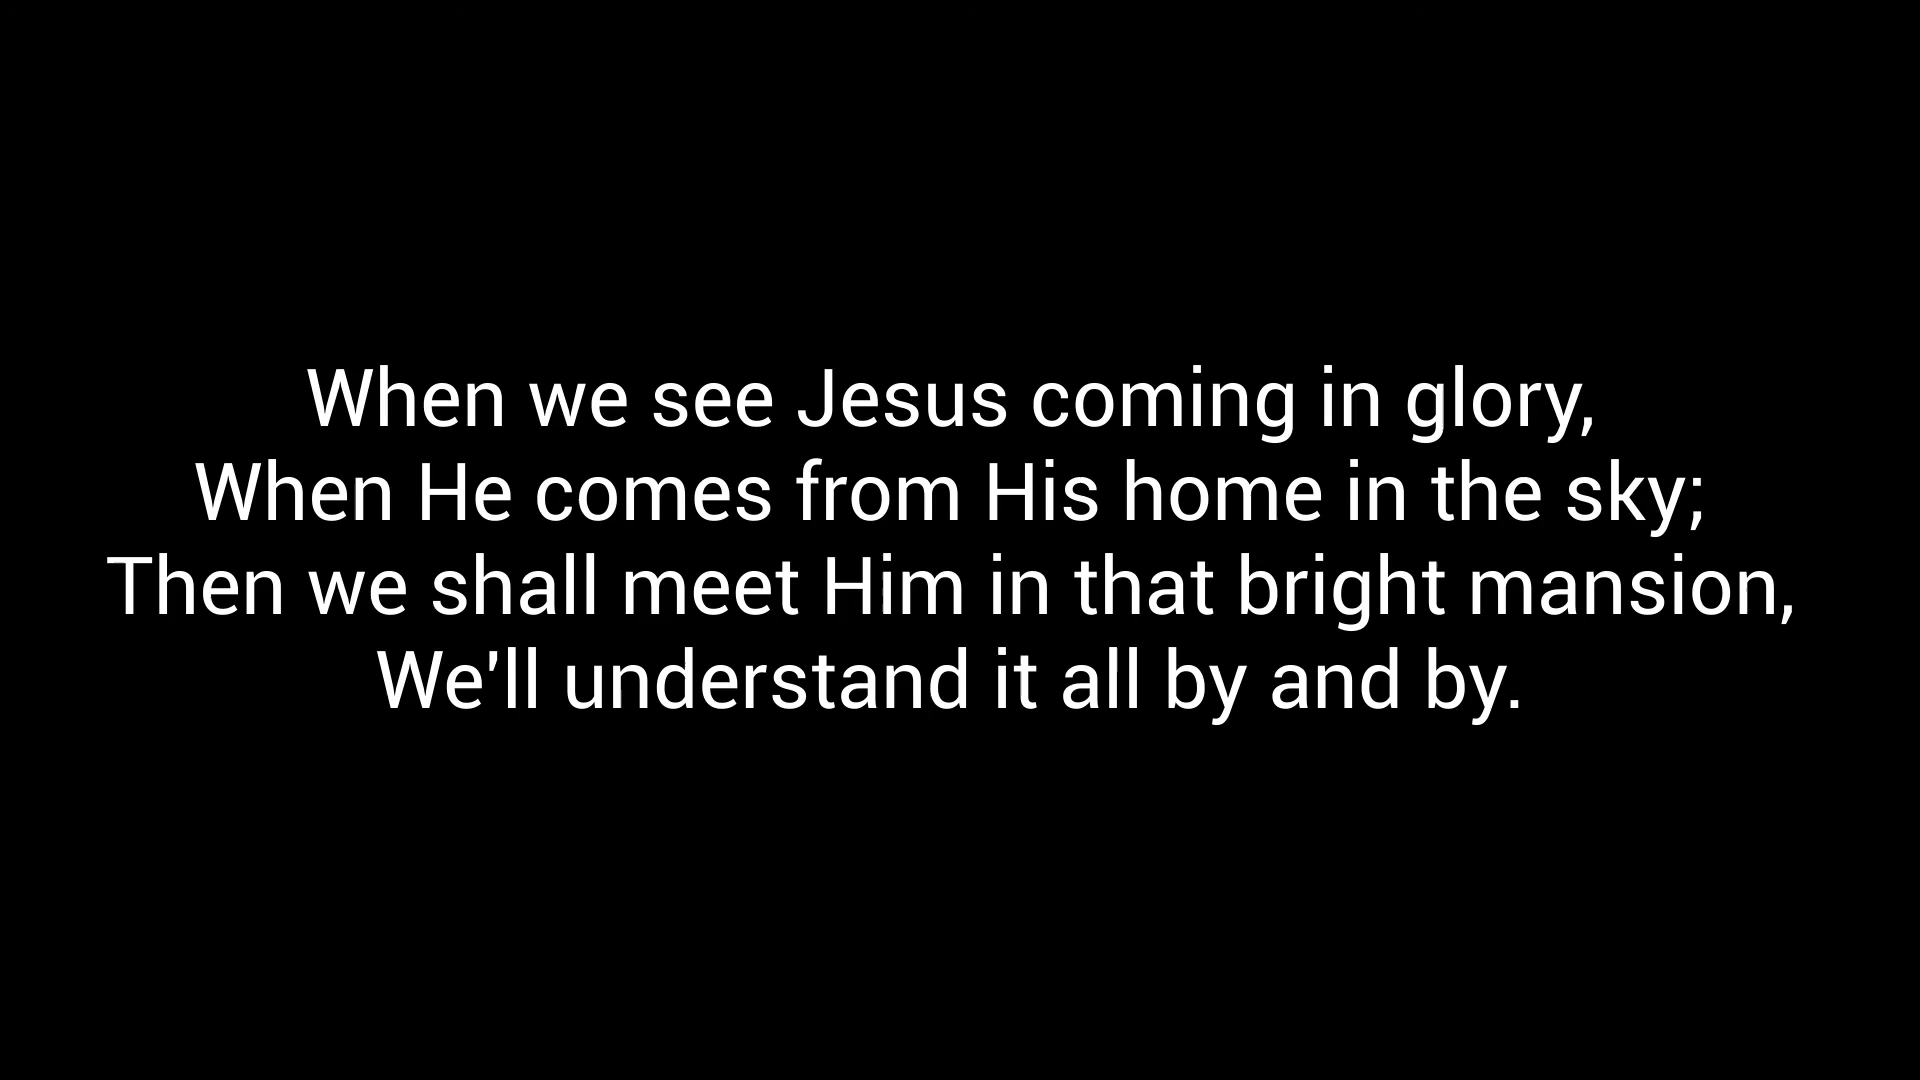 When we see Jesus coming in glory,
When He comes from His home in the sky;
Then we shall meet Him in that bright mansion,
We'll understand it all by and by.